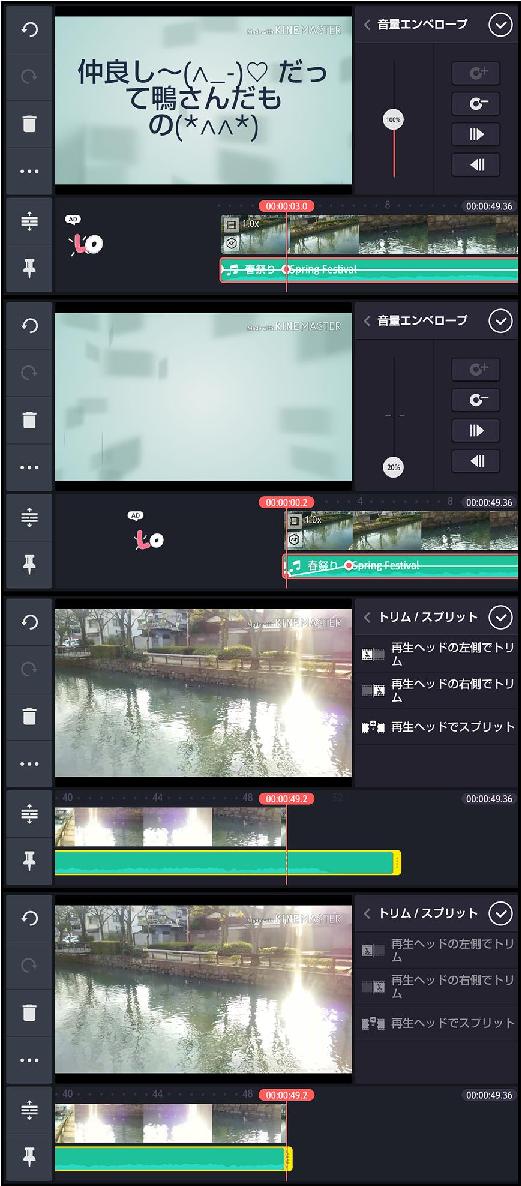 Made with KINEMASTER
音量エンベロープ
仲良し～(∧_-)♡ だっ
て鴨さんだも
の(*∧∧*)
100%
00:00:03.0
8
00:00:49.36
AD
LO
1.0x
春祭り
Spring Festival
Made with KINEMASTER
音量エンベロープ
20%
00:00:00.2
4
8
00:00:49.36
AD
LO
1.0x
春祭り
Spring Festival
Made with KINEMASTER
トリム / スプリット
再生ヘッドの左側でトリ
ム
再生ヘッドの右側でトリ
ム
再生ヘッドでスプリット
40
44
48
00:00:49.2
52
00:00:49.36
Made with KINEMASTER
トリム / スプリット
再生ヘッドの左側でトリ
ム
再生ヘッドの右側でトリ
ム
再生ヘッドでスプリット
40
44
48
00:00:49.2
00:00:49.36